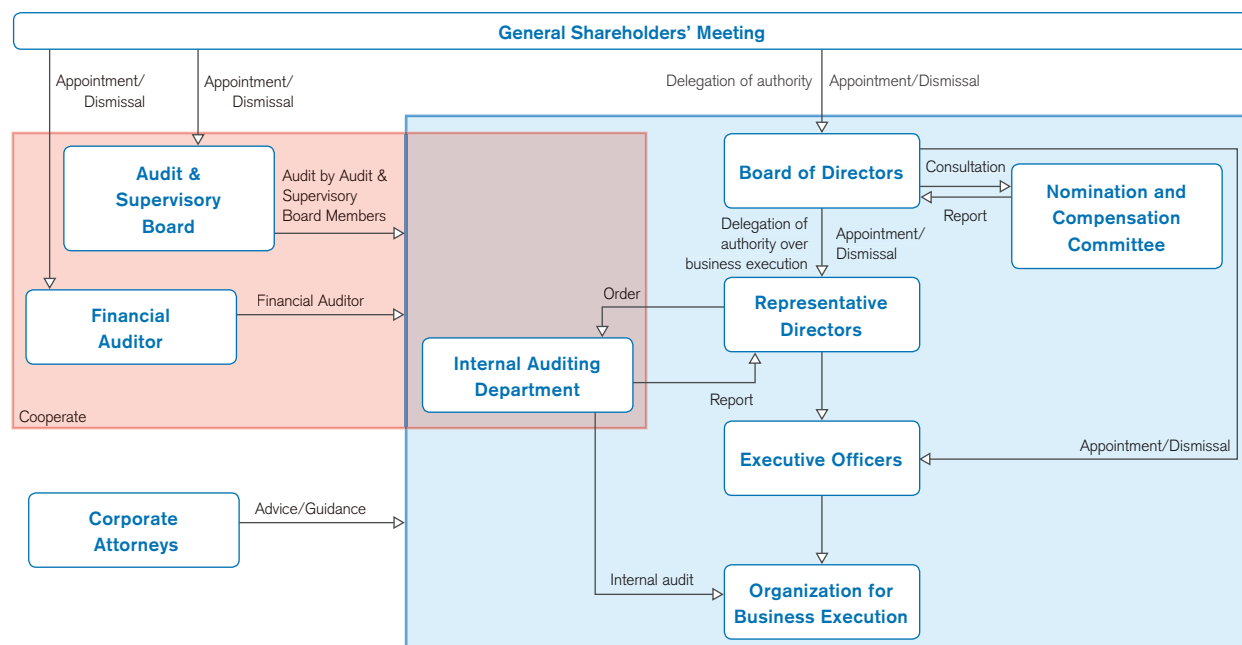 General Shareholders' Meeting
Appointment/
Dismissal
Appointment/
Dismissal
Delegation of authority
Appointment/Dismissal
Audit &
Supervisory
Board
Audit by Audit &
Supervisory
Board Members
Board of Directors
Consultation
Report
Nomination and
Compensation
Committee
Delegation of
authority over
business execution
Appointment/
Dismissal
Financial
Auditor
Financial Auditor
Order
Representative
Directors
Internal Auditing
Department
Report
Cooperate
Executive Officers
Appointment/Dismissal
Corporate
Attorneys
Advice/Guidance
Internal audit
Organization for
Business Execution